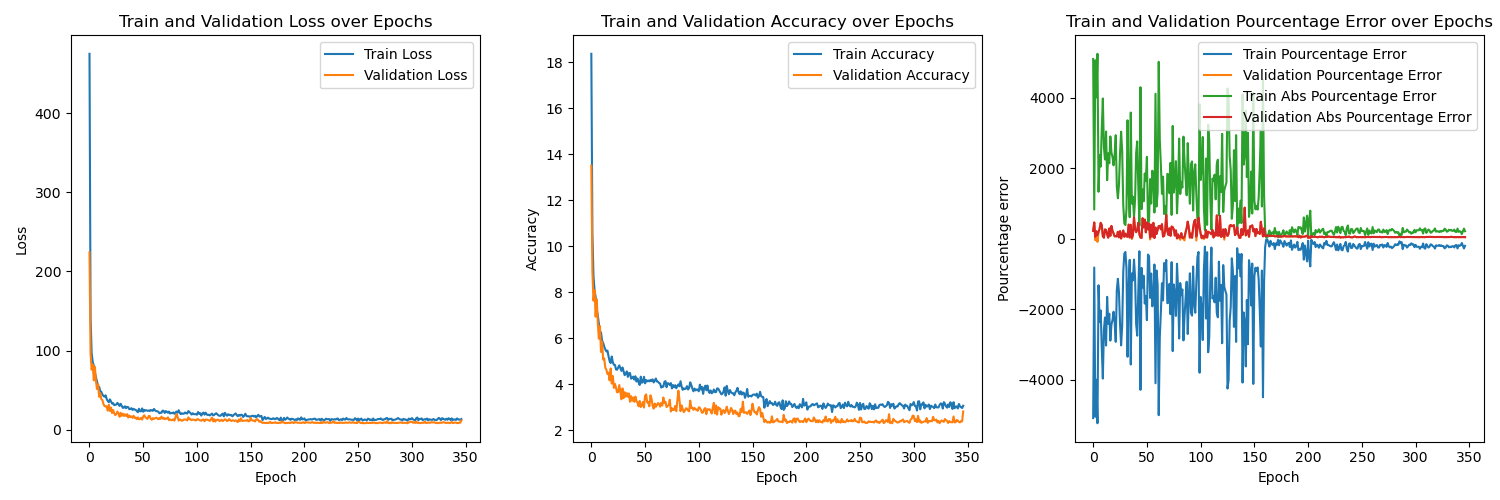 Train and Validation Loss over Epochs
Train Loss
Validation Loss
Loss
400
300
200
100
0
0 50 100 150 200 250 300 350
Epoch
Train and Validation Accuracy over Epochs
Train Accuracy
Validation Accuracy
Accuracy
18
16
14
12
10
8
6
4
2
0 50 100 150 200 250 300 350
Epoch
Train and Validation Pourcentage Error over Epochs
Train Pourcentage Error
Validation Pourcentage Error
Train Abs Pourcentage Error
Validation Abs Pourcentage Error
Pourcentage error
4000
2000
0
−2000
−4000
0 50 100 150 200 250 300 350
Epoch